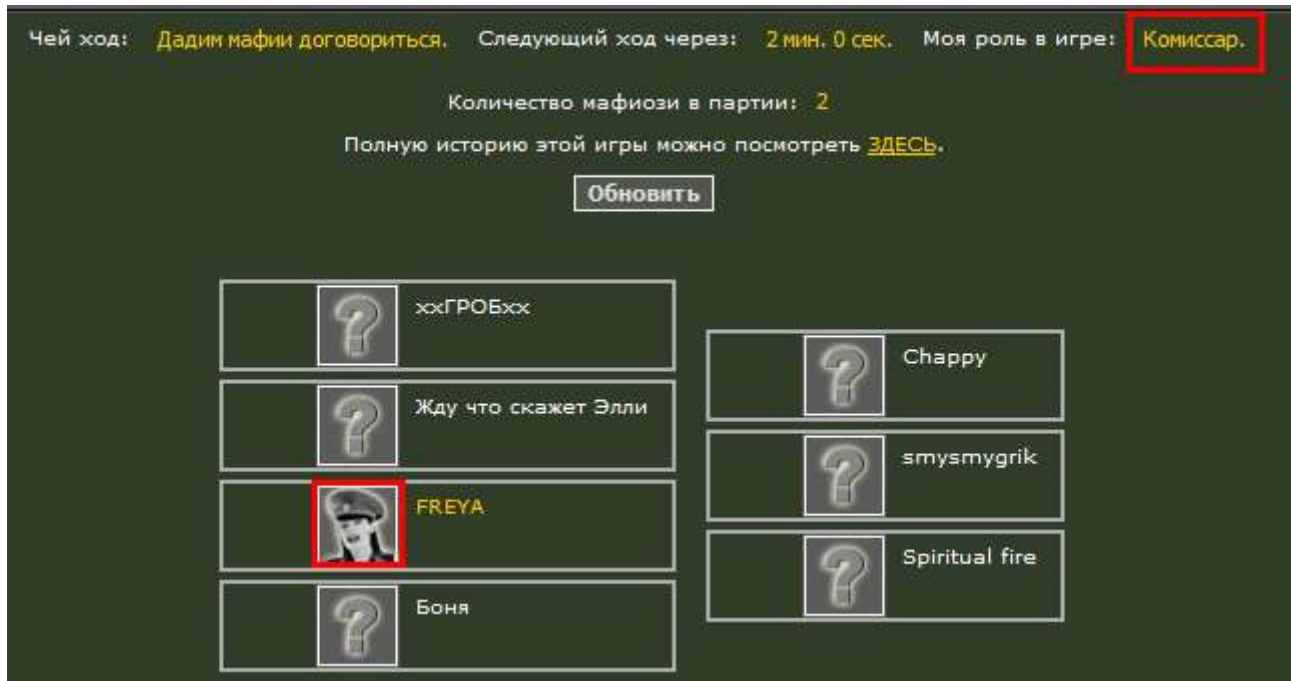 Чей ход: Дадим мафии договориться. Следующий ход через: 2 мин. 0 сек. Моя роль в игре: Комиссар.
Количество мафиози в партии: 2
Полную историю этой игры можно посмотреть ЗДЕСЬ.
Обновить
xxГРОБxx
Жду что скажет Элли
FREYA
Боня
Chappy
smysmygrik
Spiritual fire